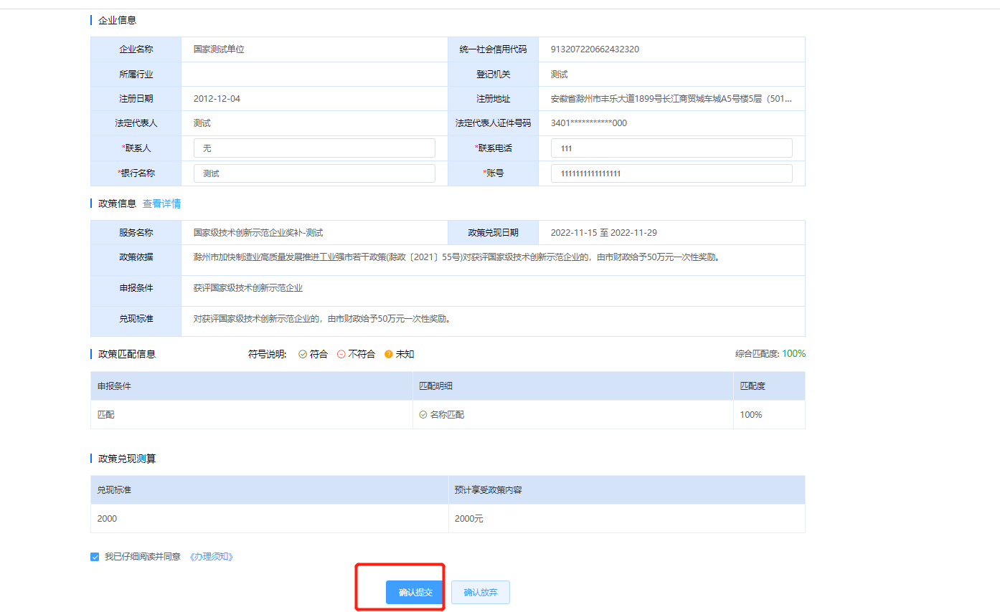 企业信息
企业名称 国家测试单位 统一社会信用代码 913207220662432320
所属行业 登记机关 测试
注册日期 2012-12-04 注册地址 安徽省滁州市丰乐大道1899号长江商贸城车城A5号楼5层（501...
法定代表人 测试 法定代表人证件号码 3401***********000
*联系人 无 *联系电话 111
*银行名称 测试 *账号 1111111111111111
政策信息 查看详情
服务名称 国家级技术创新示范企业奖补-测试 政策兑现日期 2022-11-15 至 2022-11-29
政策依据 滁州市加快制造业高质量发展推进工业强市若干政策(滁政〔2021〕55号)对获评国家级技术创新示范企业的，由市财政给予50万元一次性奖励。
申报条件 获评国家级技术创新示范企业
兑现标准 对获评国家级技术创新示范企业的，由市财政给予50万元一次性奖励。
政策匹配信息 符号说明: 符合 不符合 ? 未知 综合匹配度: 100%
申报条件 匹配明细 匹配度
匹配 名称匹配 100%
政策兑现测算
兑现标准 预计享受政策内容
2000 2000元
我已仔细阅读并同意 《办理须知》
确认提交 确认放弃